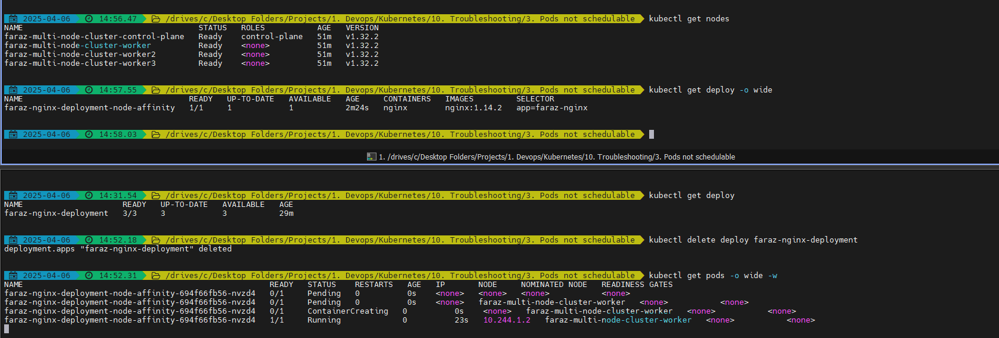 2025-04-06 14:56.47 /drives/c/Desktop Folders/Projects/1. Devops/Kubernetes/10. Troubleshooting/3. Pods not schedulable kubectl get nodes
NAME STATUS ROLES AGE VERSION
faraz-multi-node-cluster-control-plane Ready control-plane 51m v1.32.2
faraz-multi-node-cluster-worker Ready <none> 51m v1.32.2
faraz-multi-node-cluster-worker2 Ready <none> 51m v1.32.2
faraz-multi-node-cluster-worker3 Ready <none> 51m v1.32.2
2025-04-06 14:57.55 /drives/c/Desktop Folders/Projects/1. Devops/Kubernetes/10. Troubleshooting/3. Pods not schedulable kubectl get deploy -o wide
NAME READY UP-TO-DATE AVAILABLE AGE CONTAINERS IMAGES SELECTOR
faraz-nginx-deployment-node-affinity 1/1 1 1 2m24s nginx nginx:1.14.2 app=faraz-nginx
2025-04-06 14:58.03 /drives/c/Desktop Folders/Projects/1. Devops/Kubernetes/10. Troubleshooting/3. Pods not schedulable
1. /drives/c/Desktop Folders/Projects/1. Devops/Kubernetes/10. Troubleshooting/3. Pods not schedulable
2025-04-06 14:31.54 /drives/c/Desktop Folders/Projects/1. Devops/Kubernetes/10. Troubleshooting/3. Pods not schedulable kubectl get deploy
NAME READY UP-TO-DATE AVAILABLE AGE
faraz-nginx-deployment 3/3 3 3 29m
2025-04-06 14:52.18 /drives/c/Desktop Folders/Projects/1. Devops/Kubernetes/10. Troubleshooting/3. Pods not schedulable kubectl delete deploy faraz-nginx-deployment
deployment.apps "faraz-nginx-deployment" deleted
2025-04-06 14:52.31 /drives/c/Desktop Folders/Projects/1. Devops/Kubernetes/10. Troubleshooting/3. Pods not schedulable kubectl get pods -o wide -w
NAME READY STATUS RESTARTS AGE IP NODE NOMINATED NODE READINESS GATES
faraz-nginx-deployment-node-affinity-694f66fb56-nvzd4 0/1 Pending 0 0s <none> <none> <none> <none>
faraz-nginx-deployment-node-affinity-694f66fb56-nvzd4 0/1 Pending 0 0s <none> faraz-multi-node-cluster-worker <none> <none>
faraz-nginx-deployment-node-affinity-694f66fb56-nvzd4 0/1 ContainerCreating 0 0s <none> faraz-multi-node-cluster-worker <none> <none>
faraz-nginx-deployment-node-affinity-694f66fb56-nvzd4 1/1 Running 0 23s 10.244.1.2 faraz-multi-node-cluster-worker <none> <none>